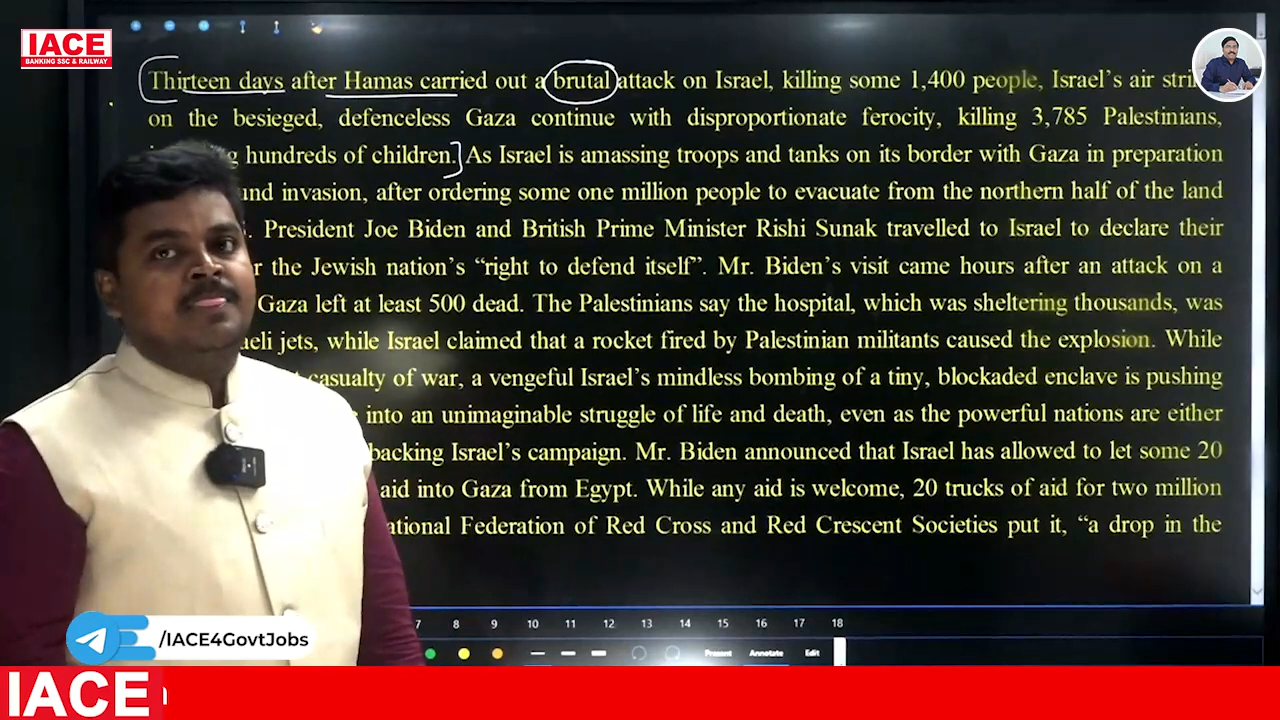 IACE
BANKING SSC & RAILWAY
Thirteen days after Hamas carried out a brutal attack on Israel, killing some 1,400 people, Israel's air
on the besieged, defenceless Gaza continue with disproportionate ferocity, killing 3,785 Palestinians,
hundreds of children. As Israel is amassing troops and tanks on its border with Gaza in preparation
invasion, after ordering some one million people to evacuate from the northern half of the land
President Joe Biden and British Prime Minister Rishi Sunak travelled to Israel to declare their
the Jewish nation's “right to defend itself”. Mr. Biden's visit came hours after an attack on a
Gaza left at least 500 dead. The Palestinians say the hospital, which was sheltering thousands, was
jets, while Israel claimed that a rocket fired by Palestinian militants caused the explosion. While
casualty of war, a vengeful Israel's mindless bombing of a tiny, blockaded enclave is pushing
into an unimaginable struggle of life and death, even as the powerful nations are either
backing Israel's campaign. Mr. Biden announced that Israel has allowed to let some 20
aid into Gaza from Egypt. While any aid is welcome, 20 trucks of aid for two million
Federation of Red Cross and Red Crescent Societies put it, “a drop in the
7 8 9 10 11 12 13 14 15 16 17 18
Present Annotate Edit
/IACE4GovtJobs
IACE